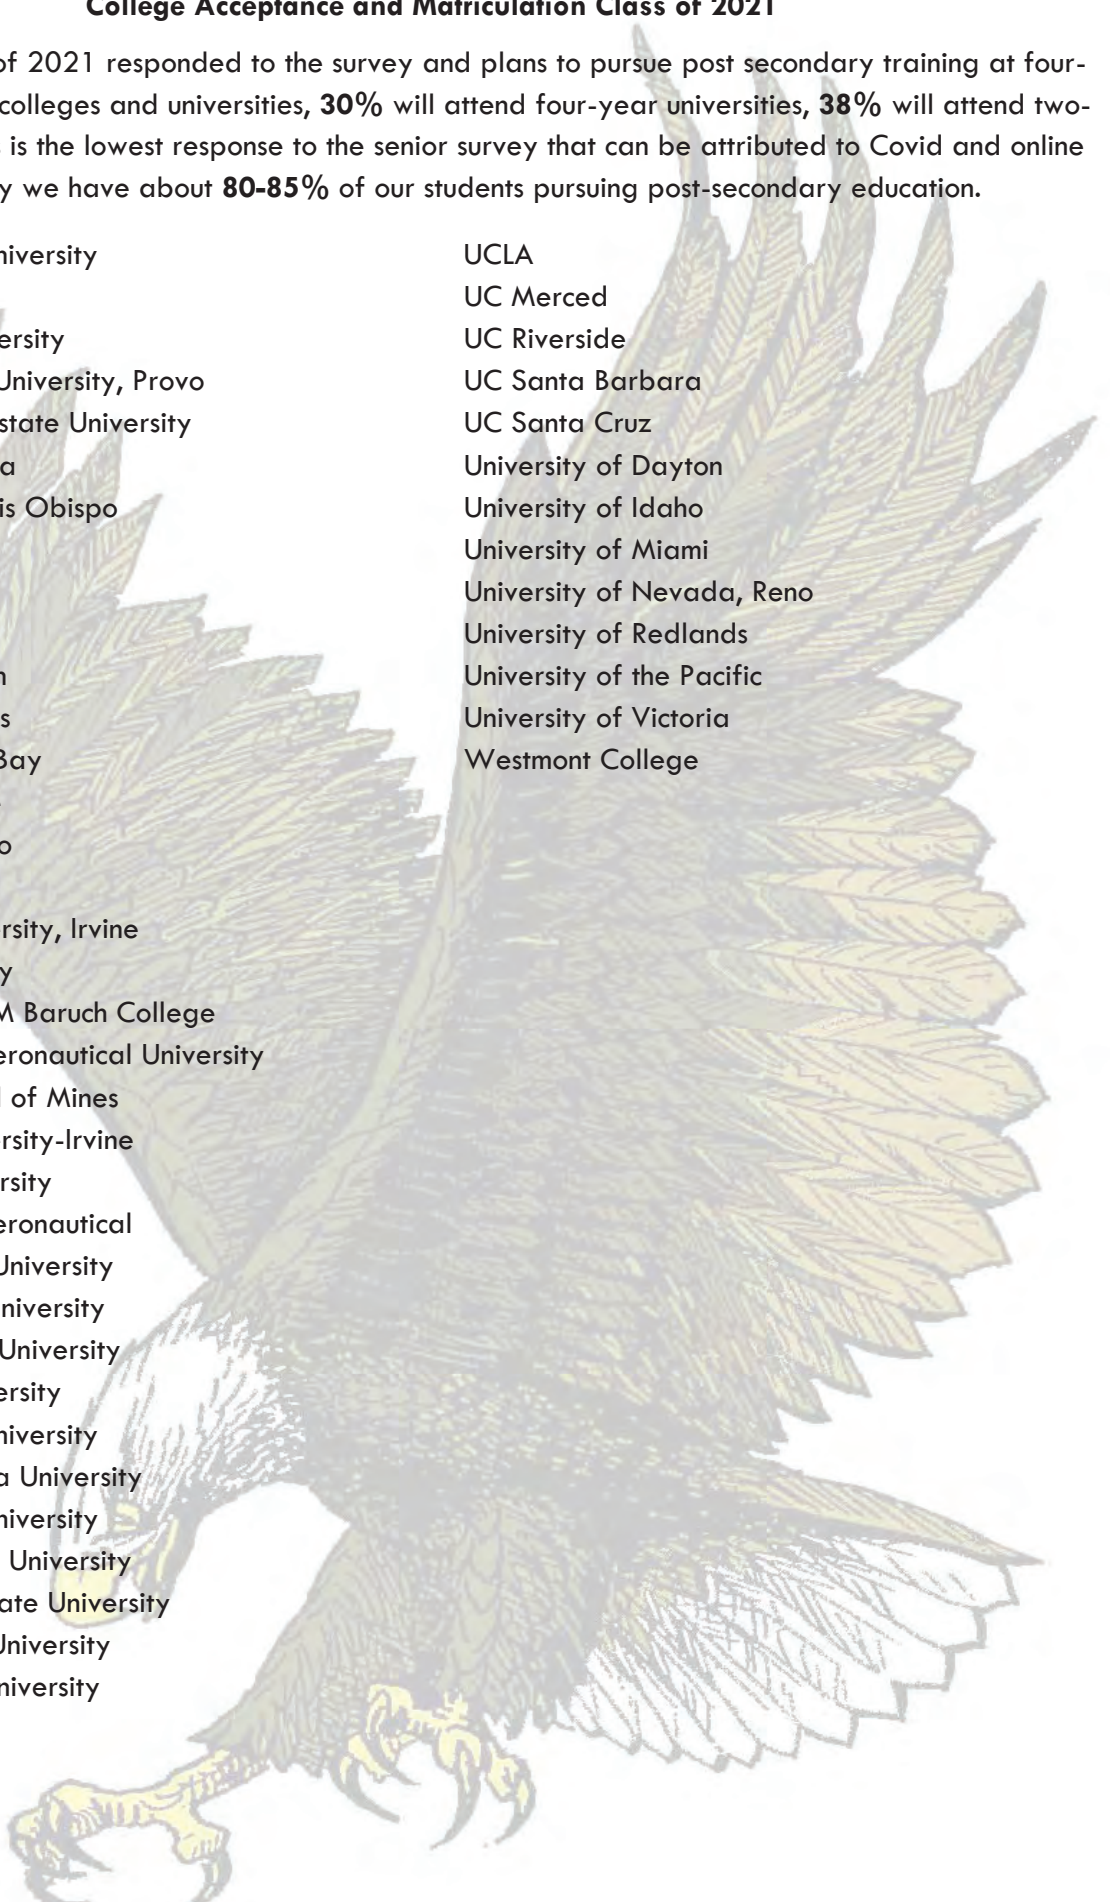 College Acceptance and Matriculation Class of 2021
of 2021 responded to the survey and plans to pursue post secondary training at four-
colleges and universities, 30% will attend four-year universities, 38% will attend two-
is the lowest response to the senior survey that can be attributed to Covid and online
y we have about 80-85% of our students pursuing post-secondary education.
niversity
ersity
University, Provo
state University
a
is Obispo
n
s
Bay
o
rsity, Irvine
y
M Baruch College
eronautical University
l of Mines
rsity-Irvine
rsity
eronautical
University
niversity
University
ersity
niversity
a University
niversity
University
ate University
University
niversity
UCLA
UC Merced
UC Riverside
UC Santa Barbara
UC Santa Cruz
University of Dayton
University of Idaho
University of Miami
University of Nevada, Reno
University of Redlands
University of the Pacific
University of Victoria
Westmont College